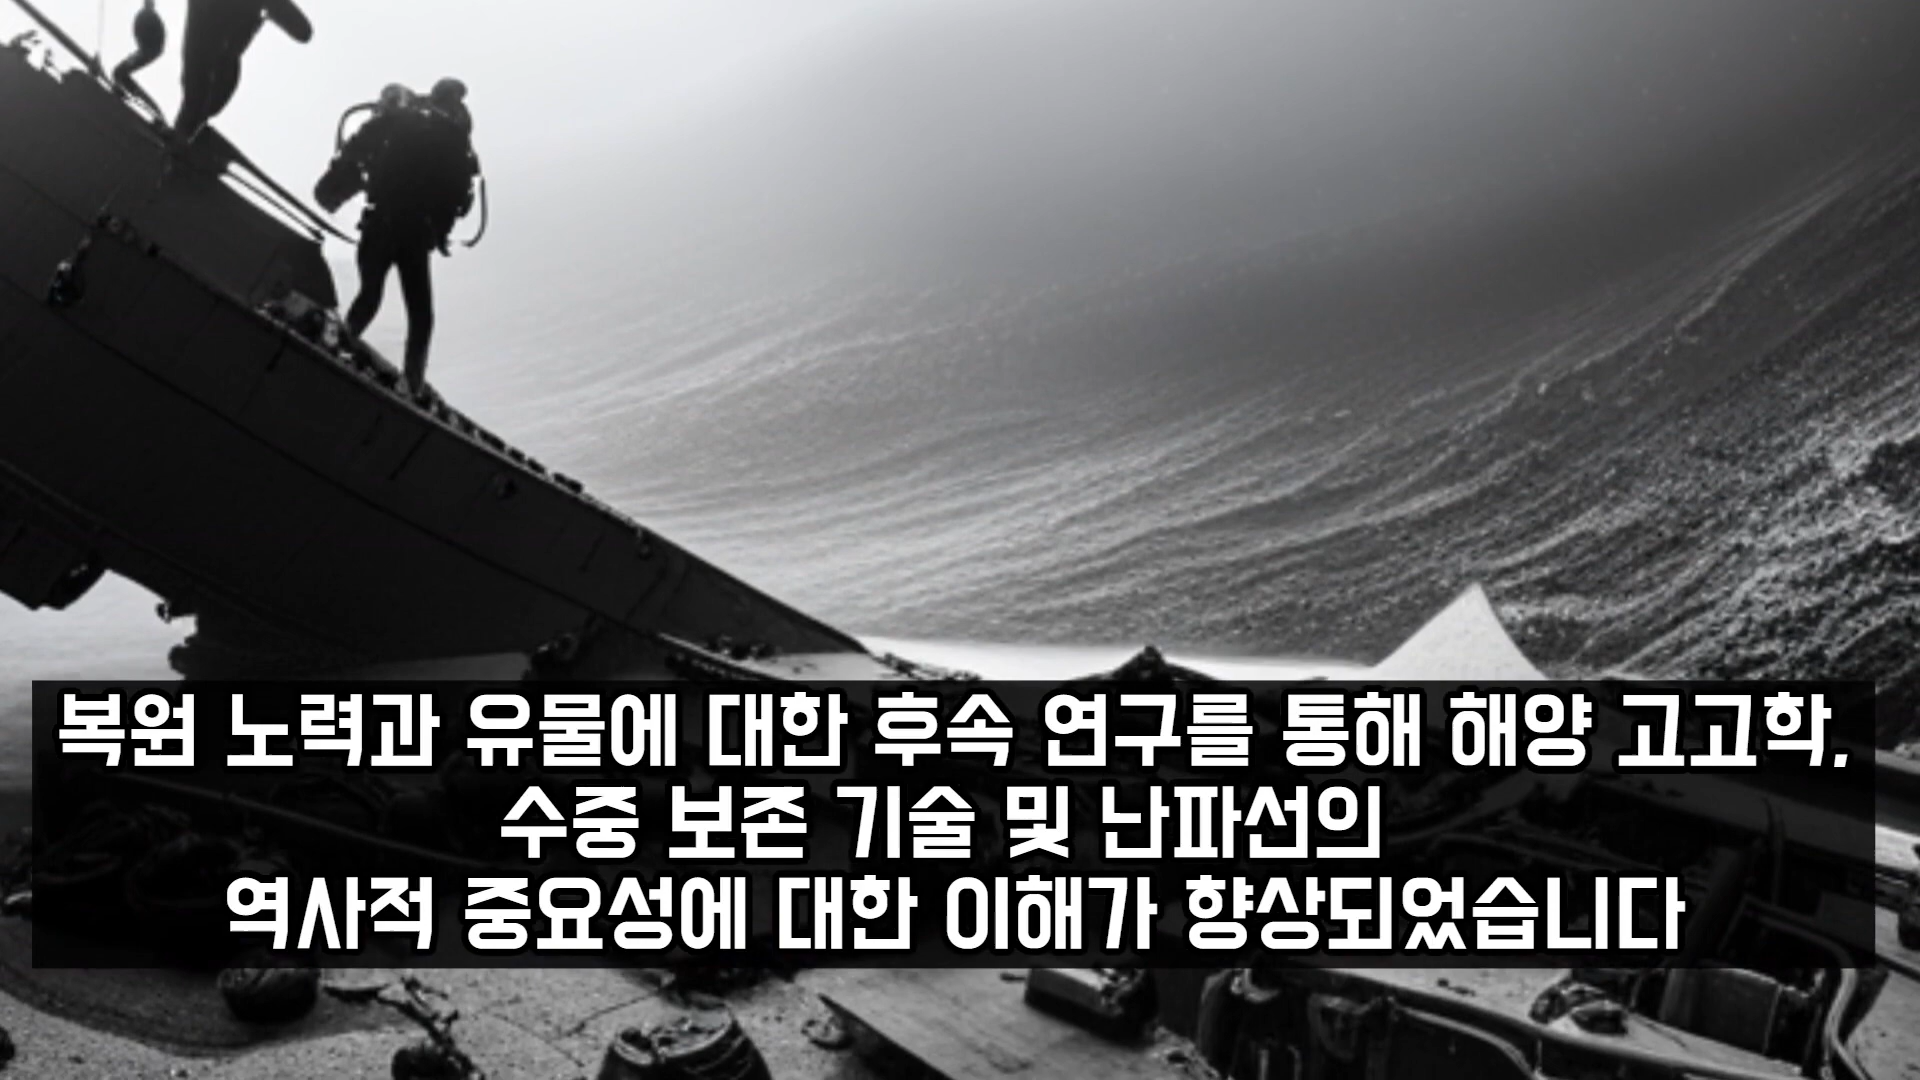 복원 노력과 유물에 대한 후속 연구를 통해 해양 고고학,
수중 보존 기술 및 난파선의
역사적 중요성에 대한 이해가 향상되었습니다